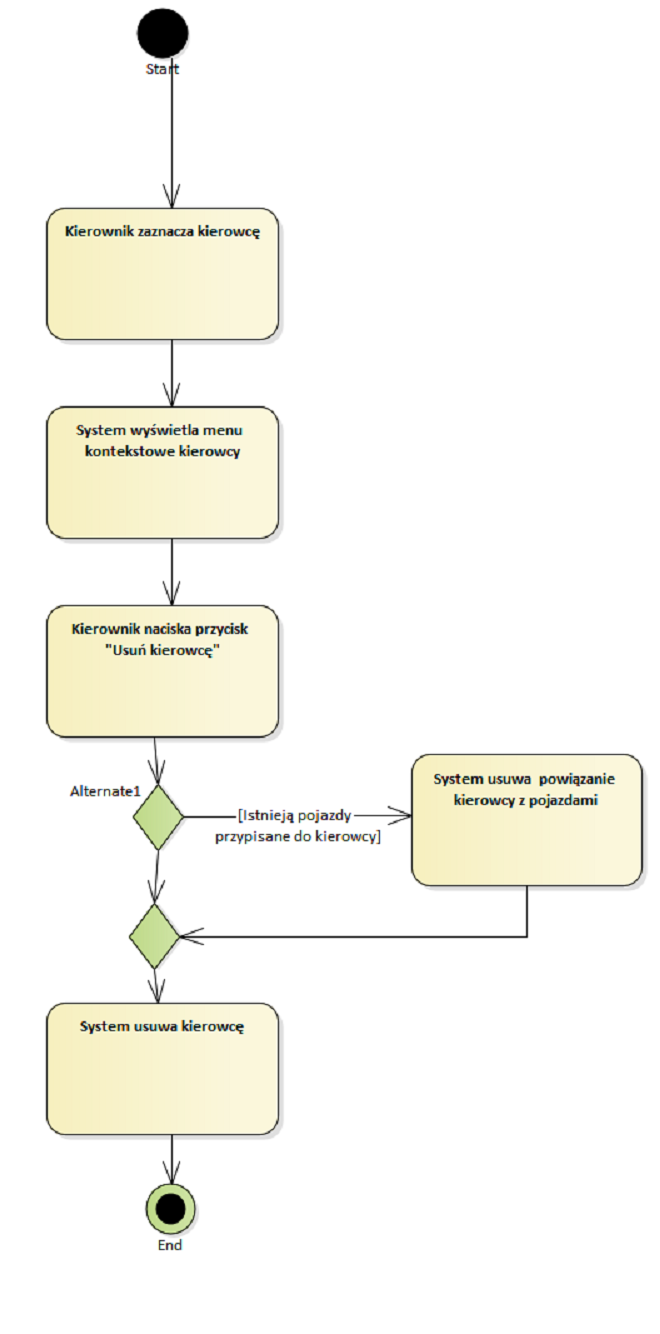 Start
Kierownik zaznacza kierowcę
System wyświetla menu
kontekstowe kierowcy
Kierownik naciska przycisk
"Usuń kierowcę"
Alternate1
[Istnieją pojazdy
przypisane do kierowcy]
System usuwa  powiązanie
kierowcy z pojazdami
System usuwa kierowcę
End